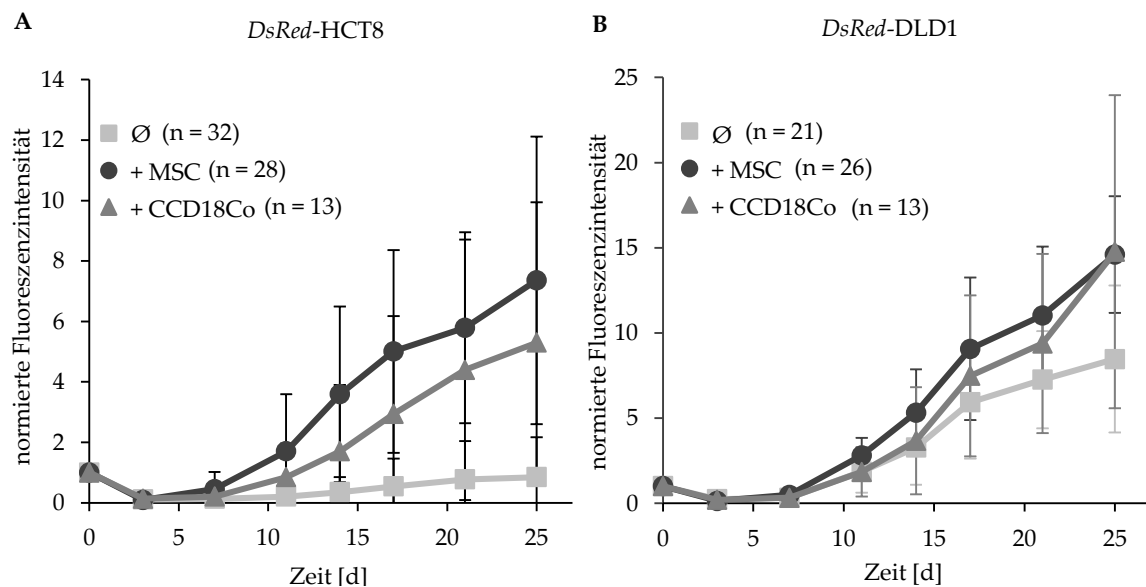 A
DsRed-HCT8
normierte Fluoreszenzintensität
14
12
10
8
6
4
2
0
Ø (n = 32)
+ MSC (n = 28)
+ CCD18Co (n = 13)
0 5 10 15 20 25
Zeit [d]
B
DsRed-DLD1
normierte Fluoreszenzintensität
25
20
15
10
5
0
Ø (n = 21)
+ MSC (n = 26)
+ CCD18Co (n = 13)
0 5 10 15 20 25
Zeit [d]